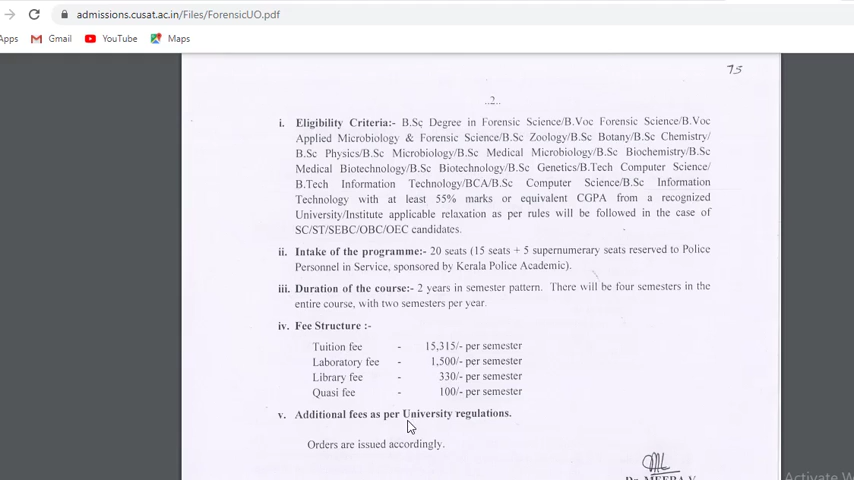 admissions.cusat.ac.in/Files/ForensicUO.pdf
Apps Gmail YouTube Maps
75
..2..
i. Eligibility Criteria:- B.Sc Degree in Forensic Science/B.Voc Forensic Science/B.Voc
Applied Microbiology & Forensic Science/B.Sc Zoology/B.Sc Botany/B.Sc Chemistry/
B.Sc Physics/B.Sc Microbiology/B.Sc Medical Microbiology/B.Sc Biochemistry/B.Sc
Medical Biotechnology/B.Sc Biotechnology/B.Sc Genetics/B.Tech Computer Science/
B.Tech Information Technology/BCA/B.Sc Computer Science/B.Sc Information
Technology with at least 55% marks or equivalent CGPA from a recognized
University/Institute applicable relaxation as per rules will be followed in the case of
SC/ST/SEBC/OBC/OEC candidates.
ii. Intake of the programme:- 20 seats (15 seats + 5 supernumerary seats reserved to Police
Personnel in Service, sponsored by Kerala Police Academic).
iii. Duration of the course:- 2 years in semester pattern. There will be four semesters in the
entire course, with two semesters per year.
iv. Fee Structure :-
Tuition fee - 15,315/- per semester
Laboratory fee - 1,500/- per semester
Library fee - 330/- per semester
Quasi fee - 100/- per semester
v. Additional fees as per University regulations.
Orders are issued accordingly.
Dr. MEERA V
Activate W